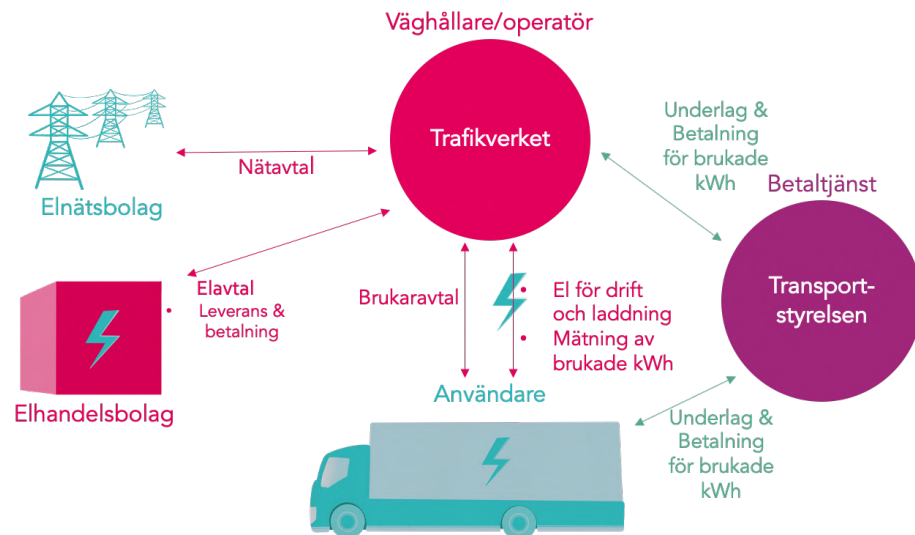 Väghållare/operatör
Trafikverket
Nätavtal
Elnätsbolag
Underlag &
Betalning
för brukade
kWh
Betaltjänst
Transport-
styrelsen
• Elavtal
Leverans &
betalning
Elhandelsbolag
Brukaravtal
• El för drift
och laddning
• Mätning av
brukade kWh
Användare
Underlag &
Betalning
för brukade
kWh